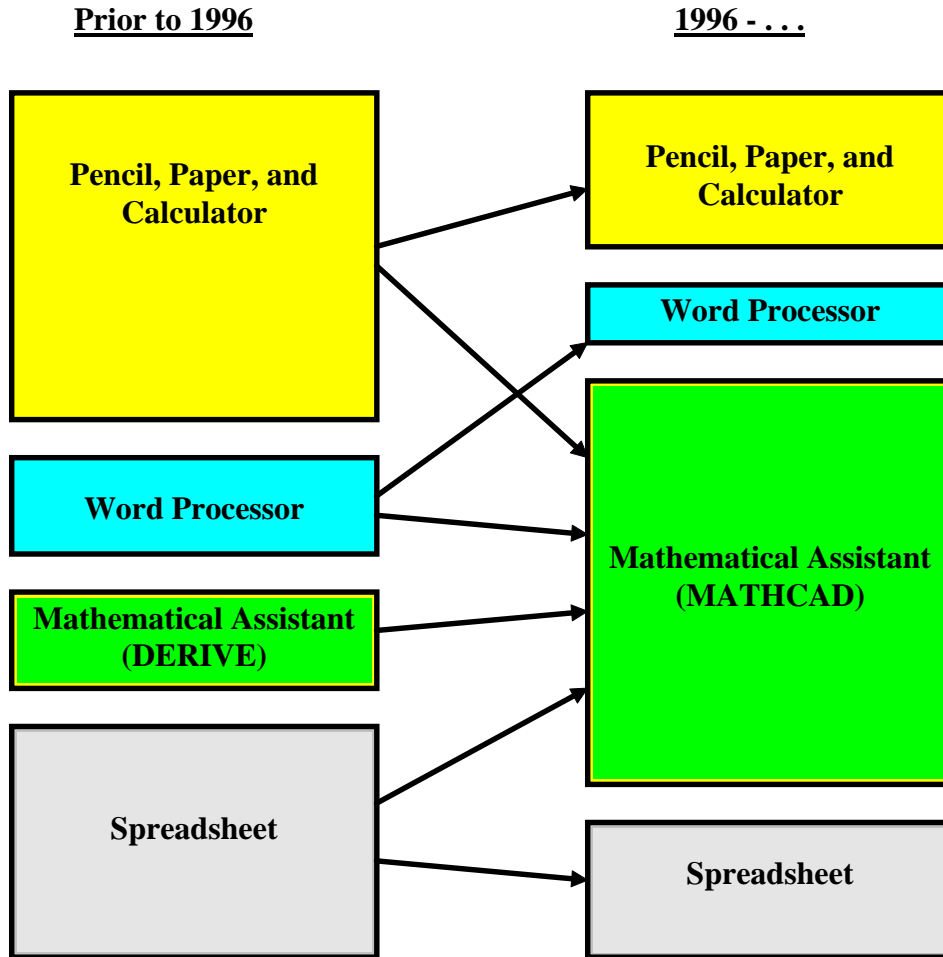 Prior to 1996
1996 - . . .
Pencil, Paper, and
Calculator
Word Processor
Mathematical Assistant
(DERIVE)
Spreadsheet
Pencil, Paper, and
Calculator
Word Processor
Mathematical Assistant
(MATHCAD)
Spreadsheet